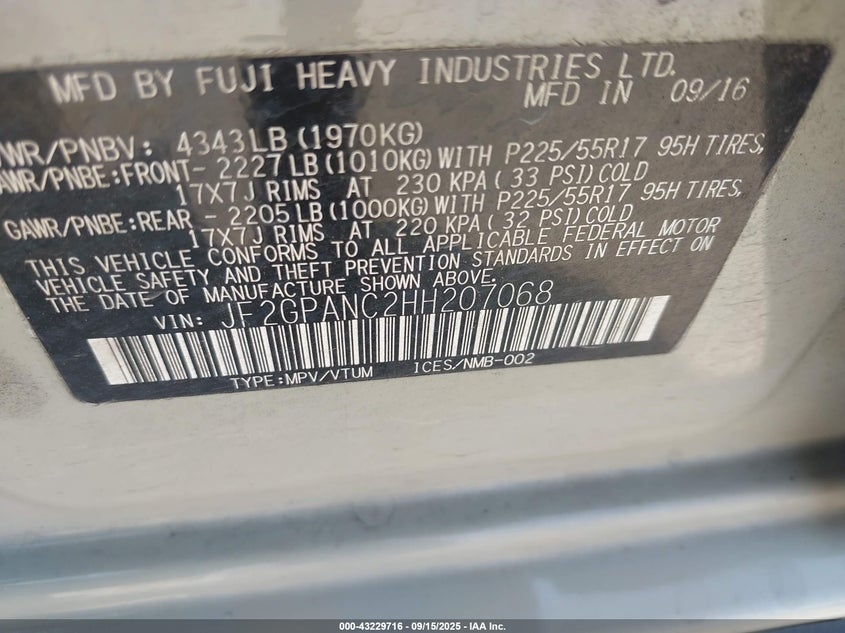 MFD BY FUJI HEAVY INDUSTRIES LTD.
MFD IN 09/16
WR/PNBV: 4343LB(1970KG)
AWR/PNBE:FRONT- 2227LB(1010KG)WITH P225/55R17 95H TIRES,
17X7J RIMS AT 230 KPA(33 PSI)COLD
GAWR/PNBE:REAR - 2205LB(1000KG)WITH P225/55R17 95H TIRES,
17X7J RIMS AT 220 KPA(32 PSI)COLD
THIS VEHICLE CONFORMS TO ALL APPLICABLE FEDERAL MOTOR
VEHICLE SAFETY AND THEFT PREVENTION STANDARDS IN EFFECT ON
THE DATE OF MANUFACTURE SHOWN ABOVE.
VIN: JF2GPANC2HH207068
TYPE:MPV/VTUM ICES/NMB-002
000-43229716 - 09/15/2025 - IAA Inc.